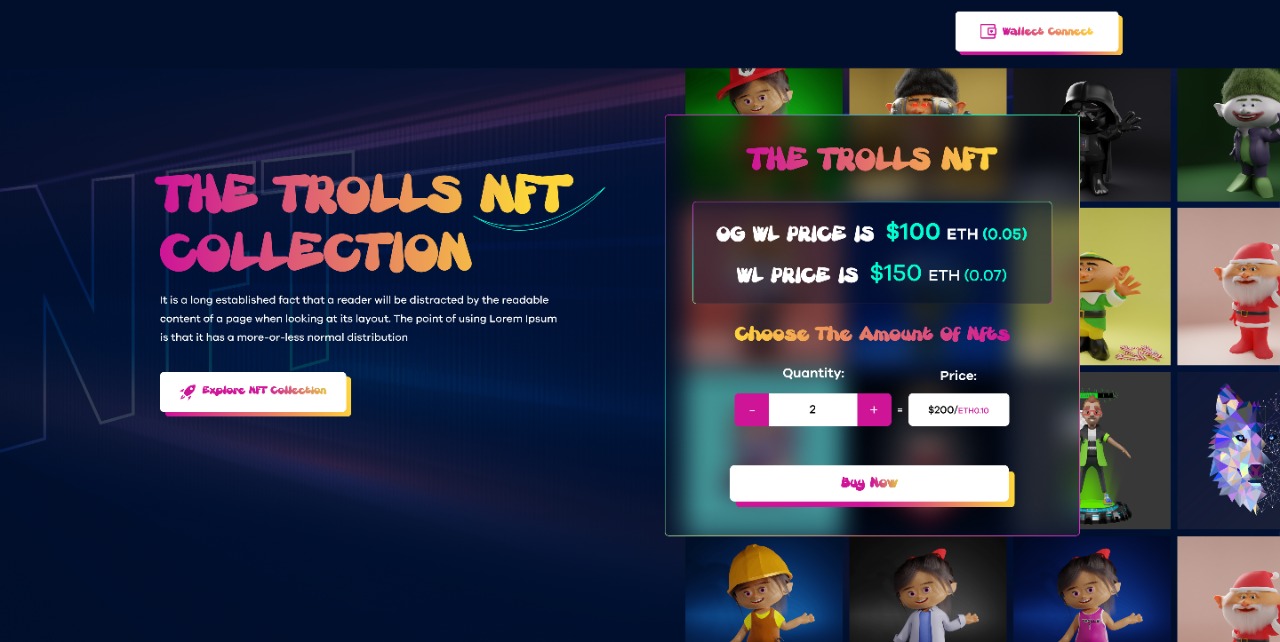 Wallect Connect
NFT
THE TROLLS NFT
COLLECTION
It is a long established fact that a reader will be distracted by the readable
content of a page when looking at its layout. The point of using Lorem Ipsum
is that it has a more-or-less normal distribution
Explore NFT Collection
THE TROLLS NFT
OG WL PRICE IS $100 ETH (0.05)
WL PRICE IS $150 ETH (0.07)
Choose The Amount Of Nfts
Quantity: Price:
- 2 + = $200/ETH0.10
Buy Now